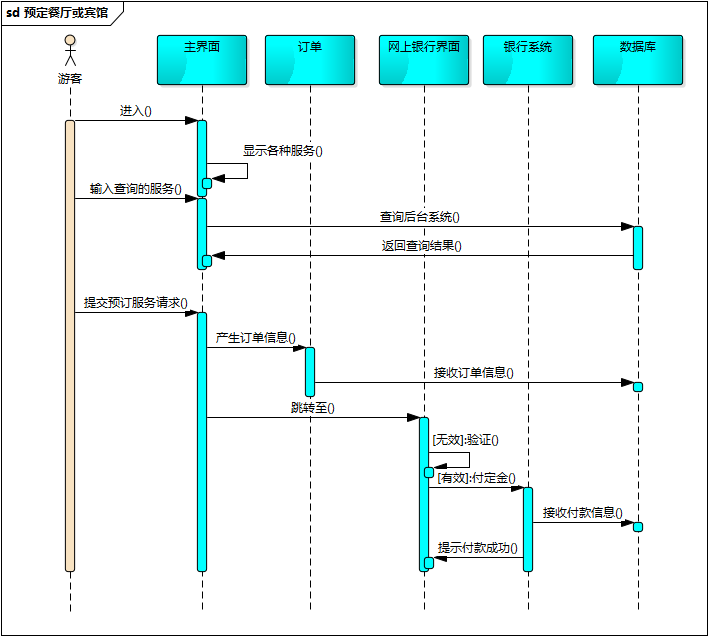 sd 预定餐厅或宾馆
游客
主界面
订单
网上银行界面
银行系统
数据库
进入()
显示各种服务()
输入查询的服务()
查询后台系统()
返回查询结果()
提交预订服务请求()
产生订单信息()
接收订单信息()
跳转至()
[无效]:验证()
[有效]:付定金()
接收付款信息()
提示付款成功()